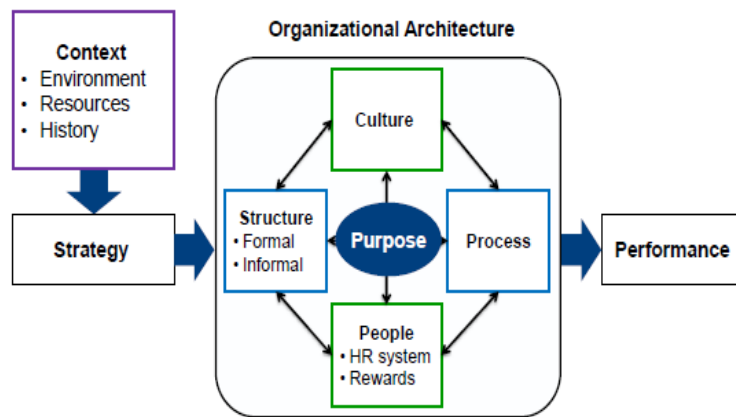 Organizational Architecture
Context
• Environment
• Resources
• History
Strategy
Culture
Structure
• Formal
• Informal
Purpose
Process
People
• HR system
• Rewards
Performance